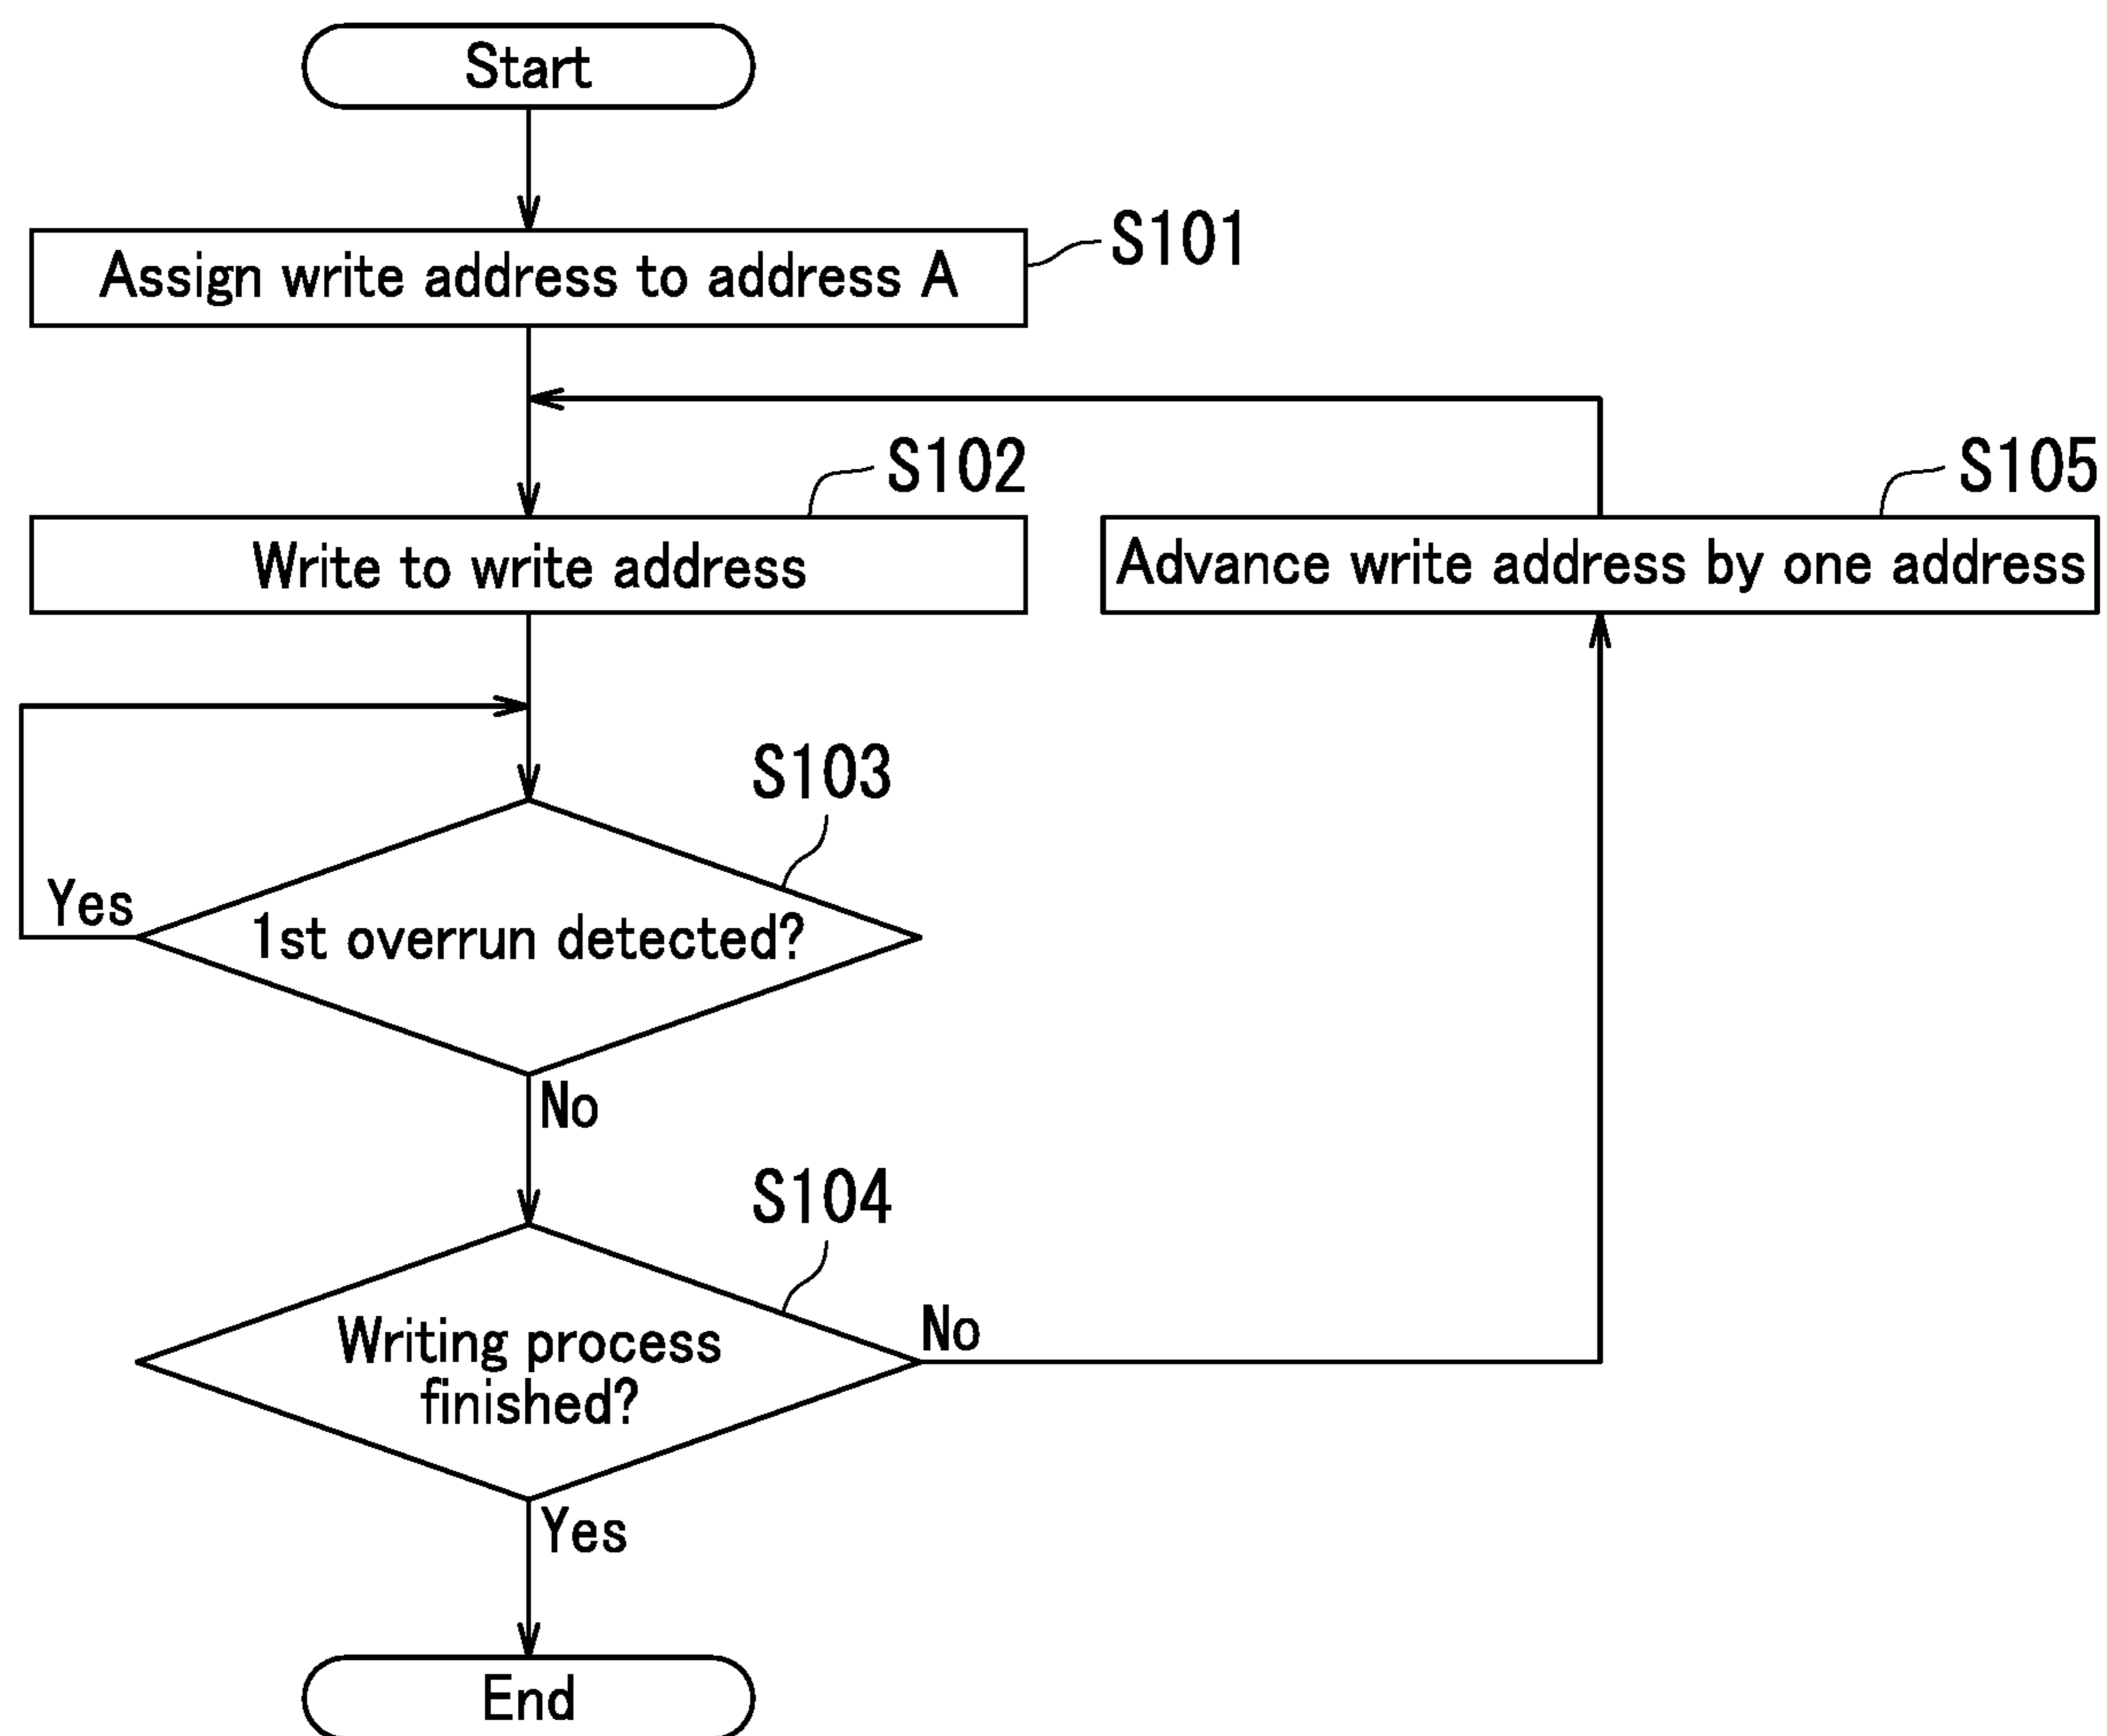 Start
Assign write address to address A
S101
S102
Write to write address
S105
Advance write address by one address
S103
Yes
1st overrun detected?
No
S104
Writing process
finished?
No
Yes
End